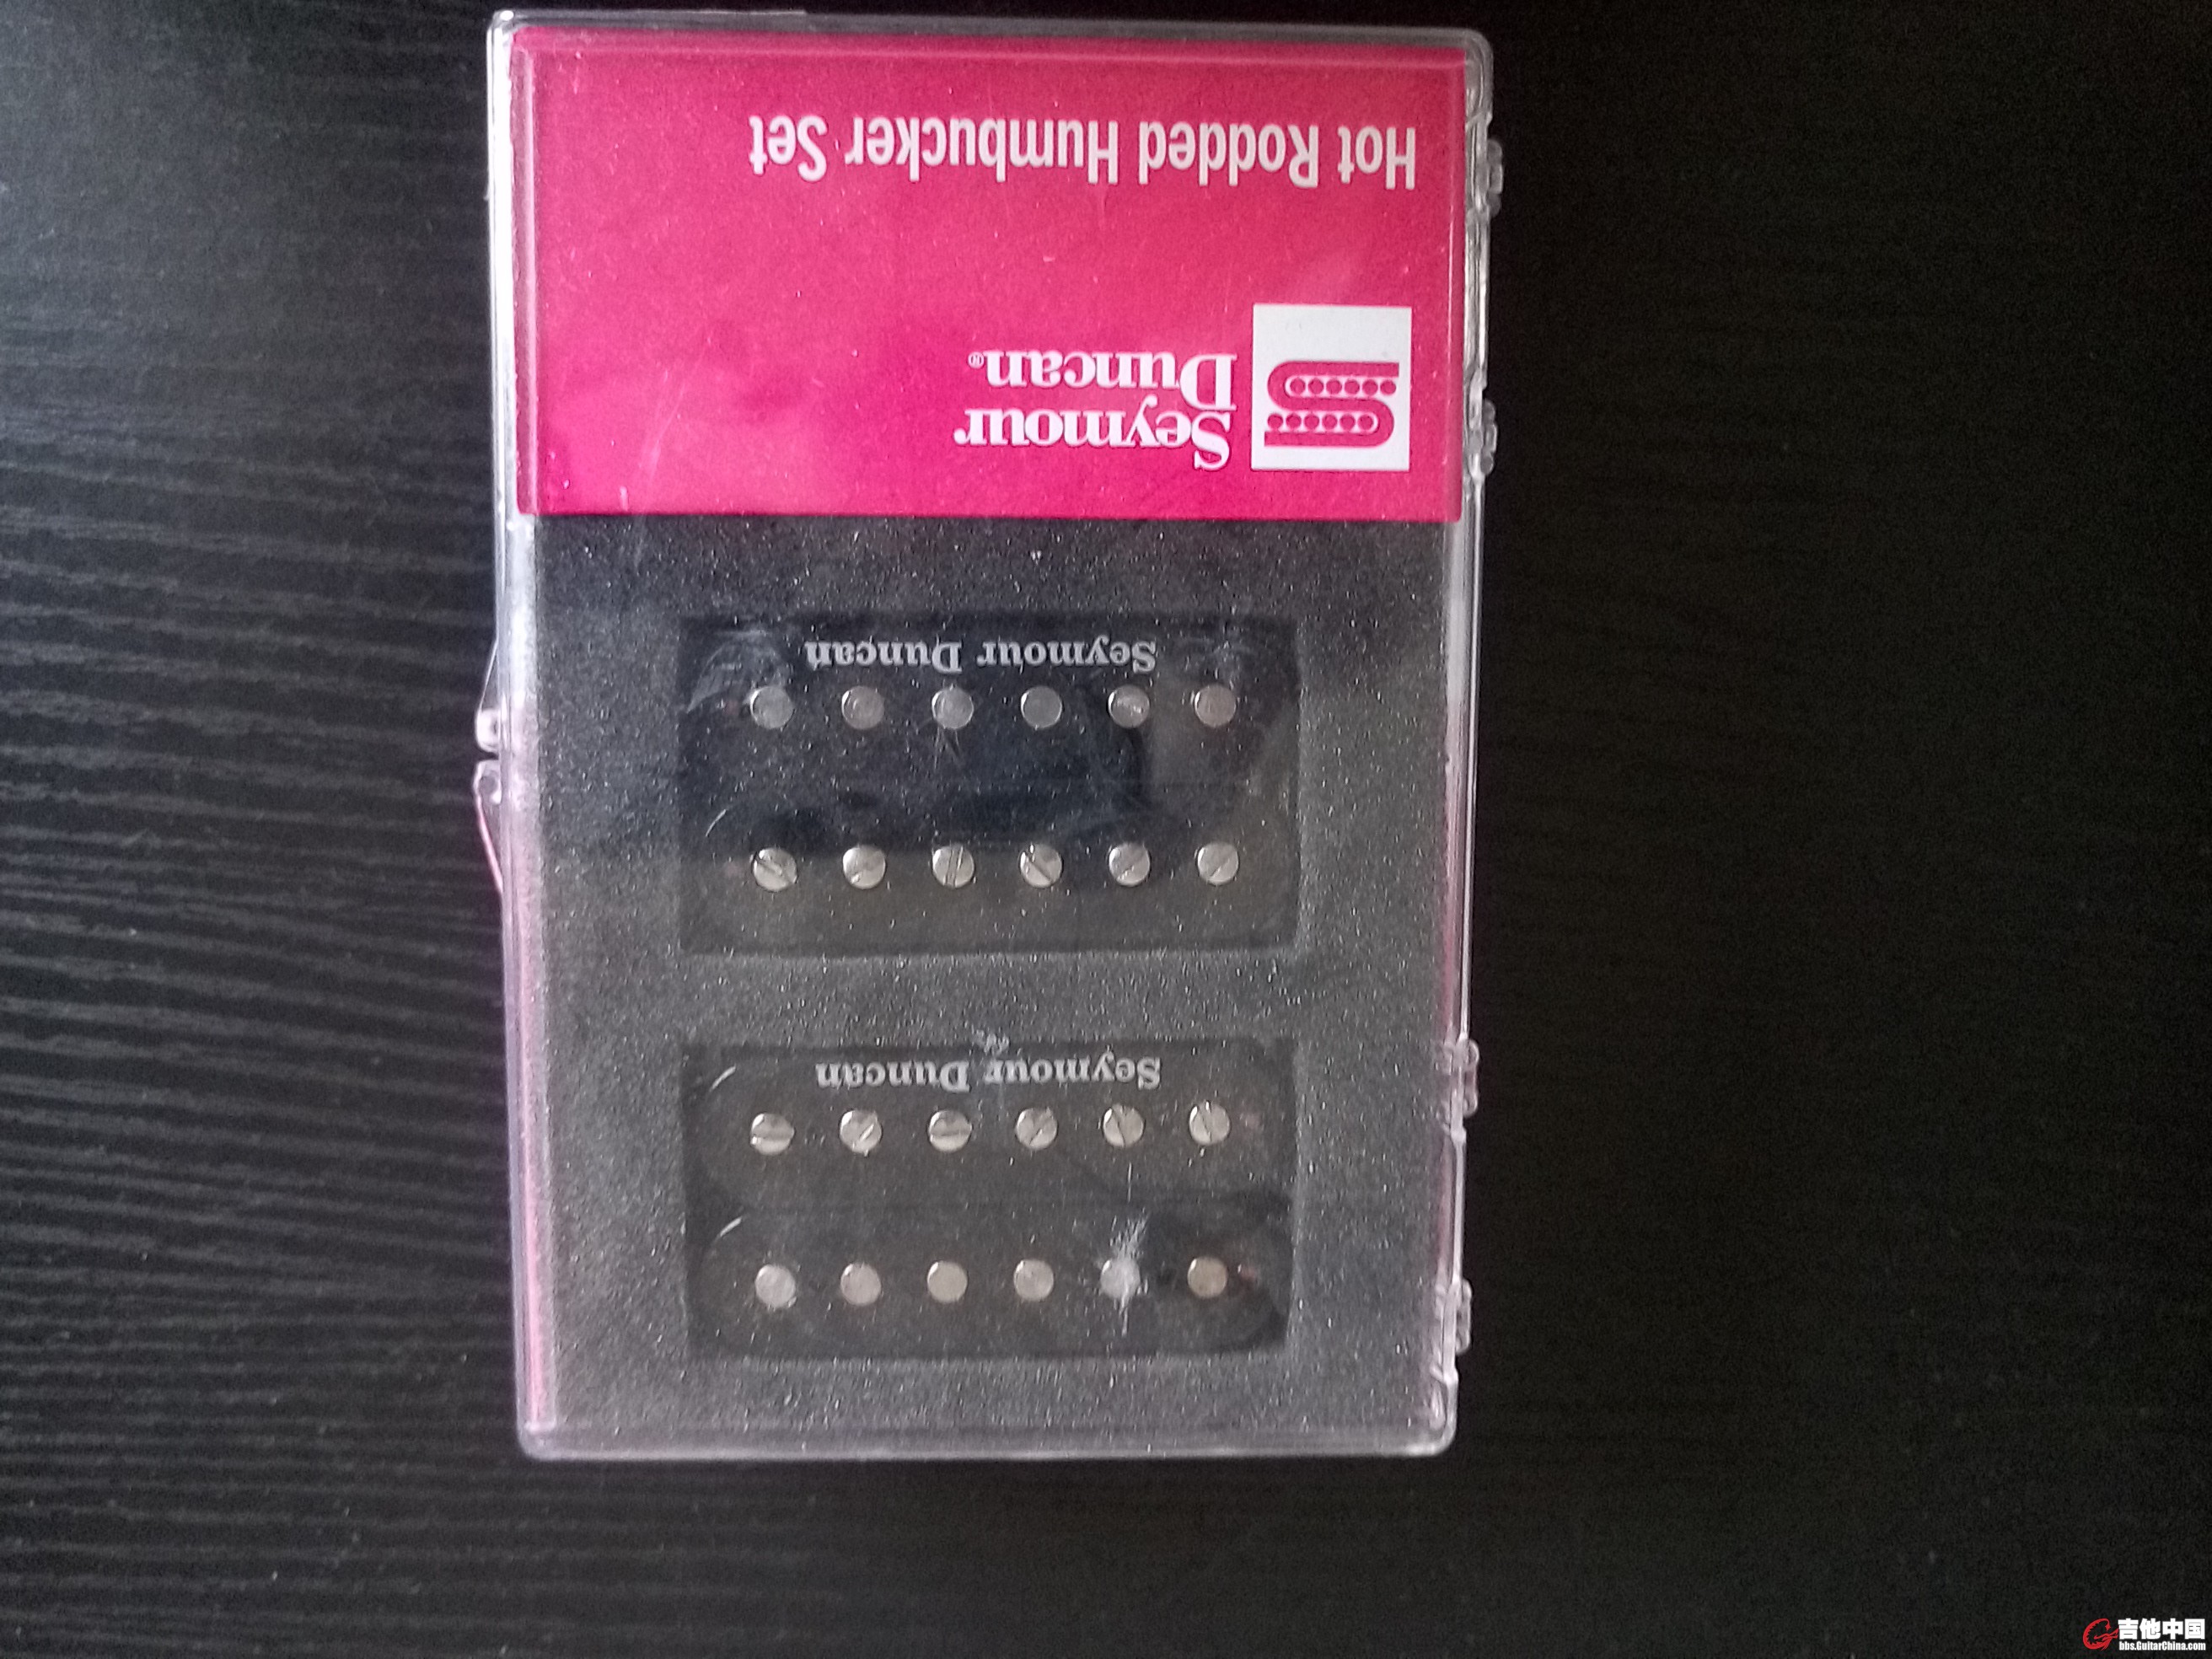 Seymour
Duncan®
Hot Rodded Humbucker Set
Seymour Duncan
Seymour Duncan
吉他中国
bbs.GuitarChina.com